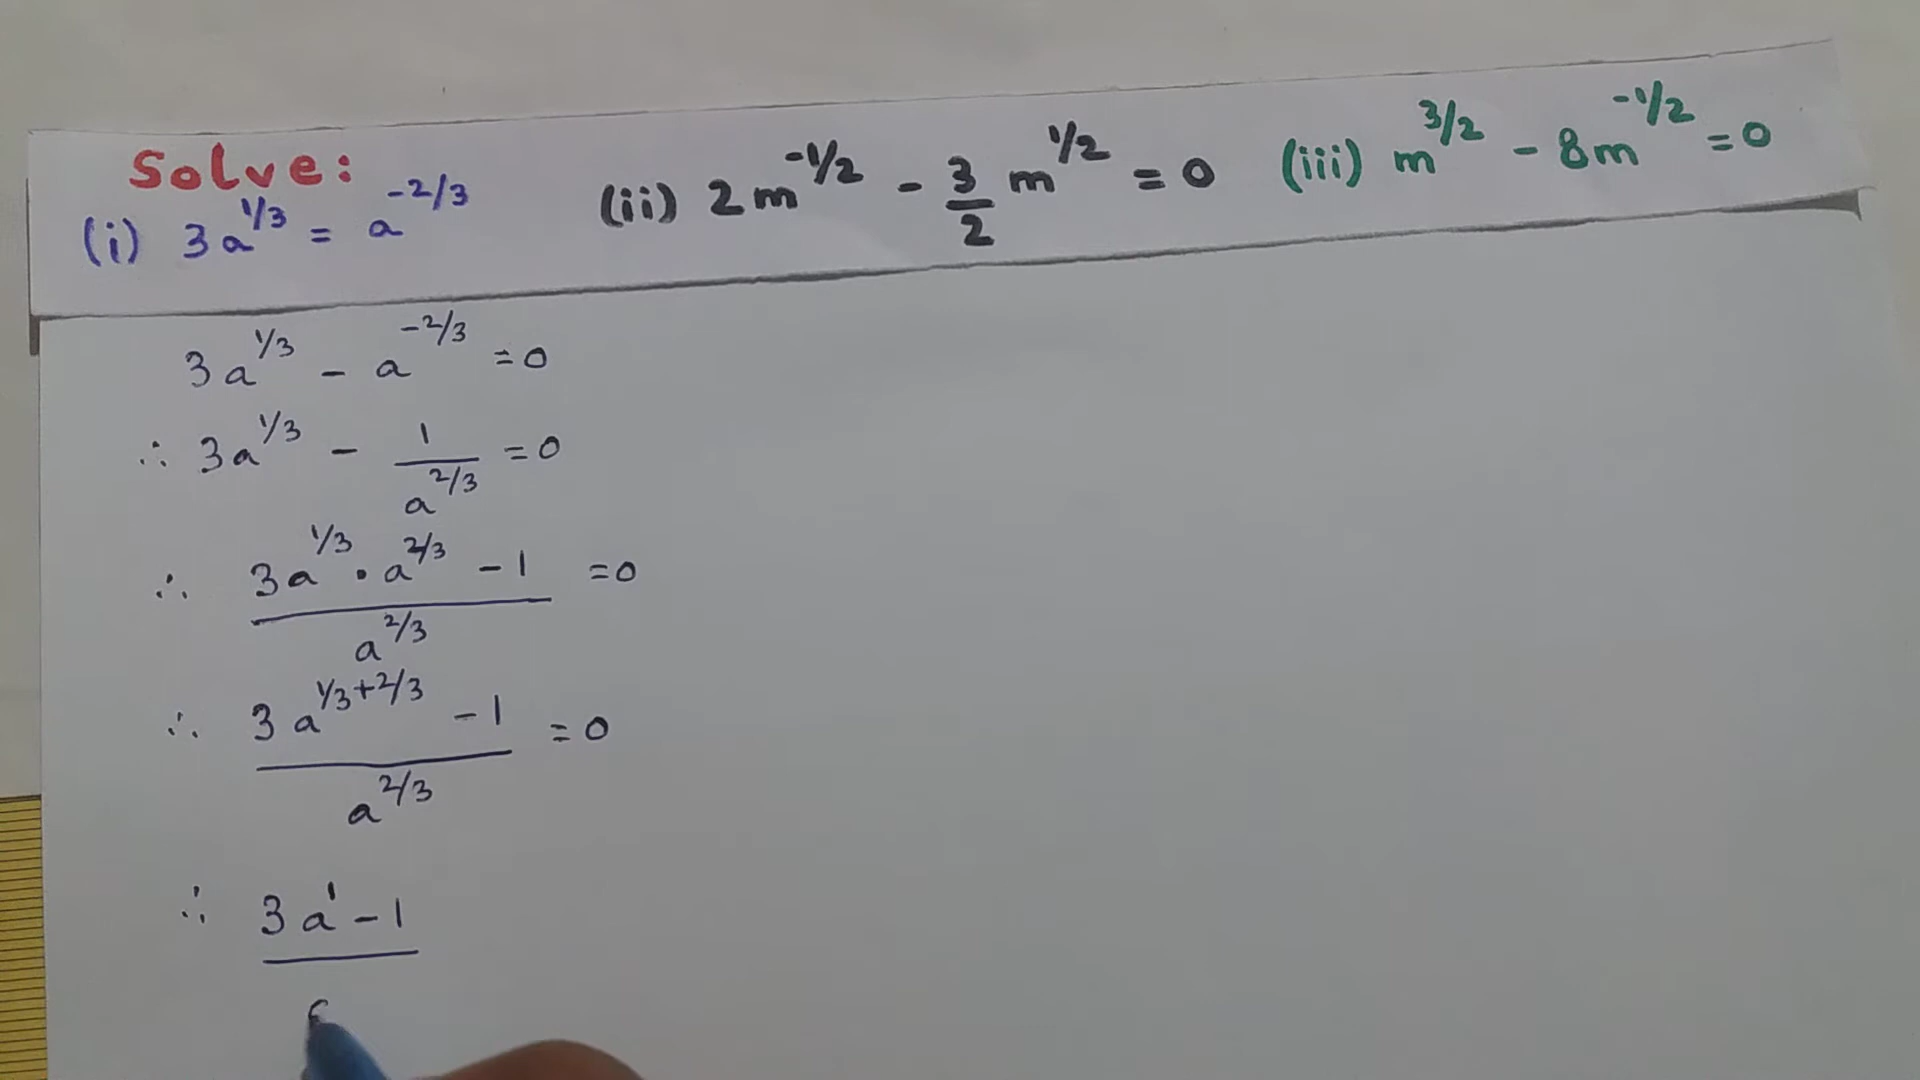 Solve:
(i) 3a^1/3 = a^-2/3 (ii) 2m^-1/2 - 3/2 m^1/2 = 0 (iii) m^3/2 - 8m^-1/2 = 0
3a^1/3 - a^-2/3 = 0
∴ 3a^1/3 - 1/a^2/3 = 0
∴ 3a^1/3 · a^2/3 - 1 = 0
a^2/3
∴ 3a^1/3+2/3 - 1 = 0
a^2/3
∴ 3a^1 - 1